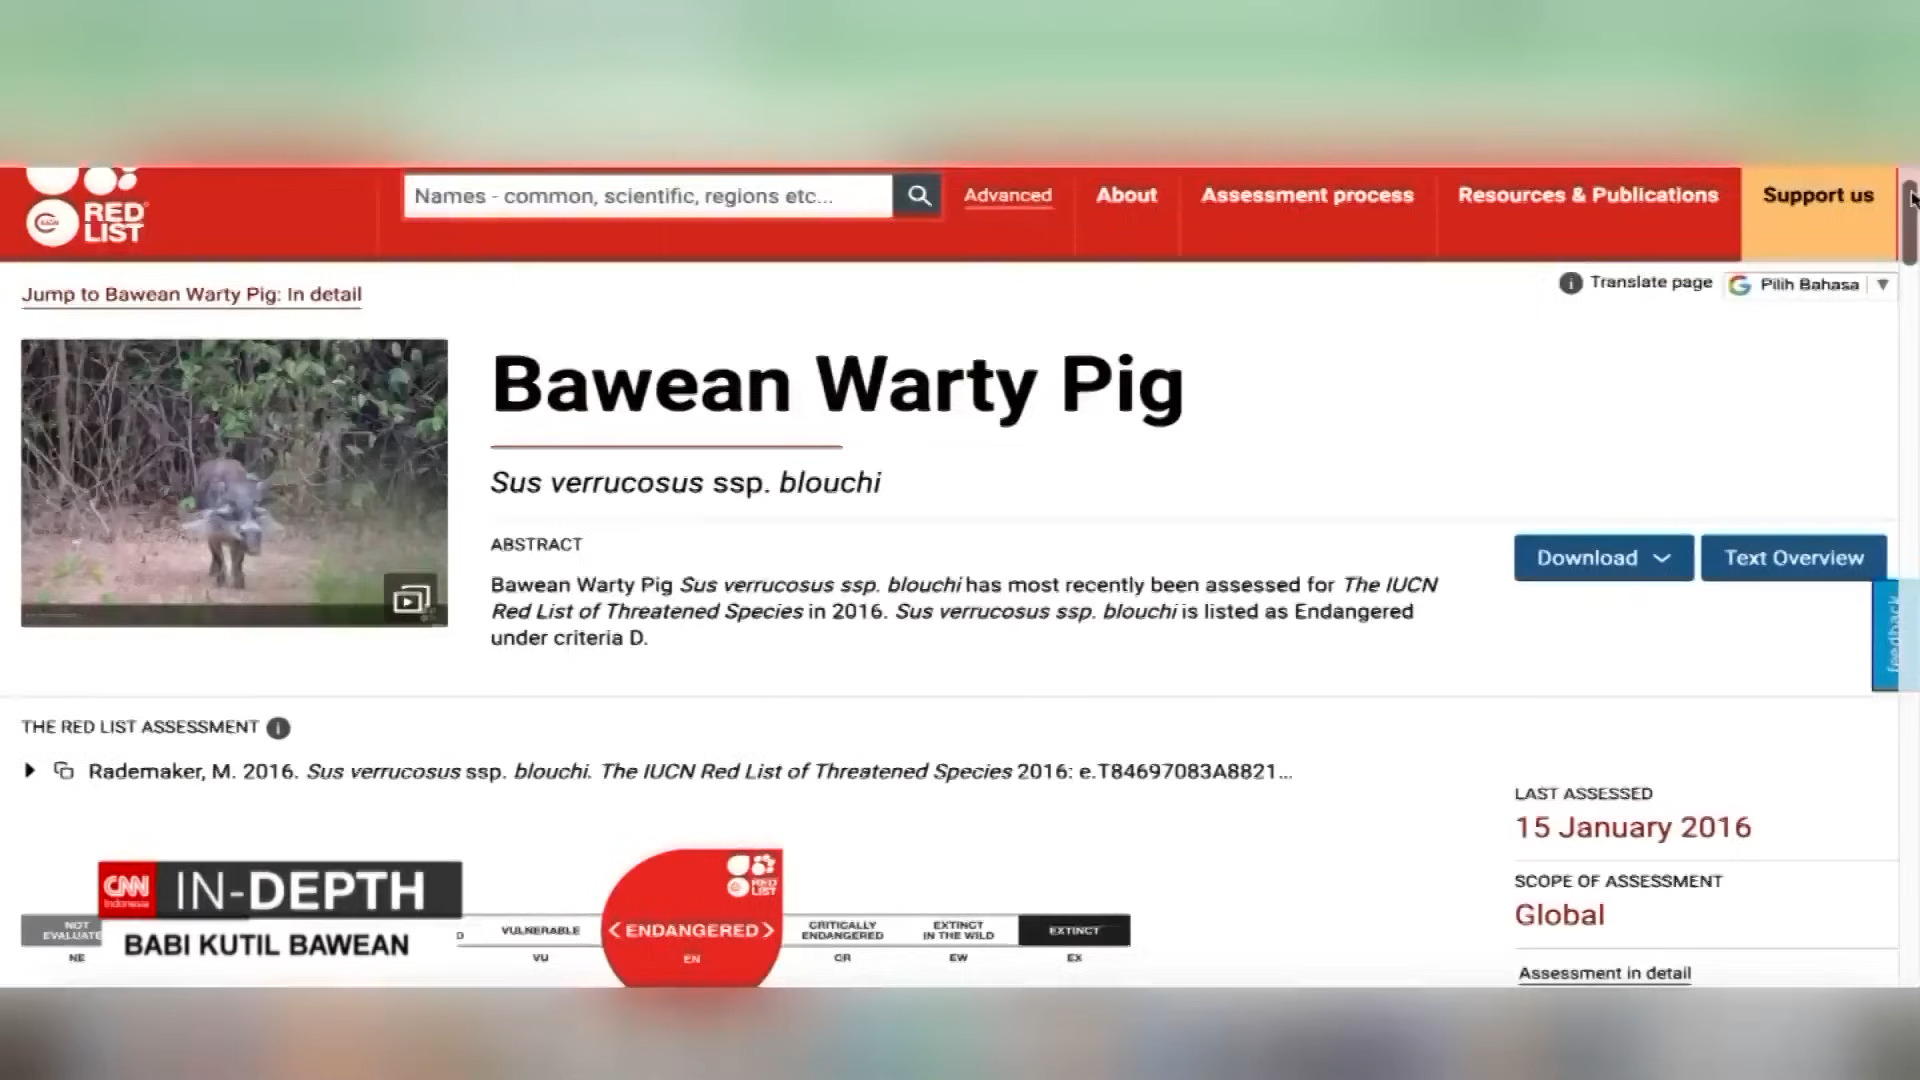 RED
LIST
Names - common, scientific, regions etc...
Advanced
About
Assessment process
Resources & Publications
Support us
Jump to Bawean Warty Pig: In detail
Translate page
Pilih Bahasa
Bawean Warty Pig
Sus verrucosus ssp. blouchi
ABSTRACT
Bawean Warty Pig Sus verrucosus ssp. blouchi has most recently been assessed for The IUCN
Red List of Threatened Species in 2016. Sus verrucosus ssp. blouchi is listed as Endangered
under criteria D.
Download
Text Overview
feedback
THE RED LIST ASSESSMENT
Rademaker, M. 2016. Sus verrucosus ssp. blouchi. The IUCN Red List of Threatened Species 2016: e.T84697083A8821...
LAST ASSESSED
15 January 2016
SCOPE OF ASSESSMENT
Global
Assessment in detail
CNN
Indonesia
IN-DEPTH
BABI KUTIL BAWEAN
NOT
EVALUATE
NE
D
VULNERABLE
VU
RED
LIST
<ENDANGERED>
EN
CRITICALLY
ENDANGERED
CR
EXTINCT
IN THE WILD
EW
EXTINCT
EX